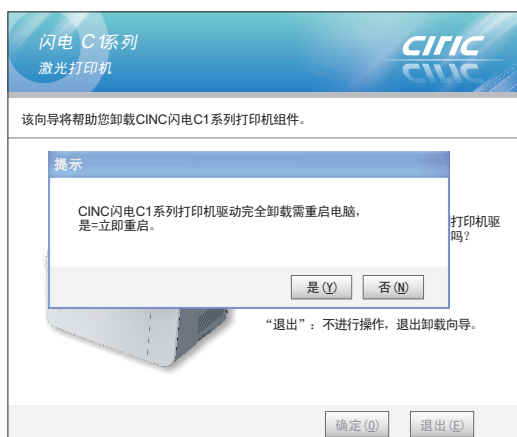 闪电 C1系列
激光打印机
CIΠC
CIΠC
该向导将帮助您卸载CINC闪电C1系列打印机组件。
提示
CINC闪电C1系列打印机驱动完全卸载需重启电脑，
是=立即重启。
打印机驱
吗？
是(Y)
否(N)
“退出”：不进行操作，退出卸载向导。
确定(O)
退出(E)